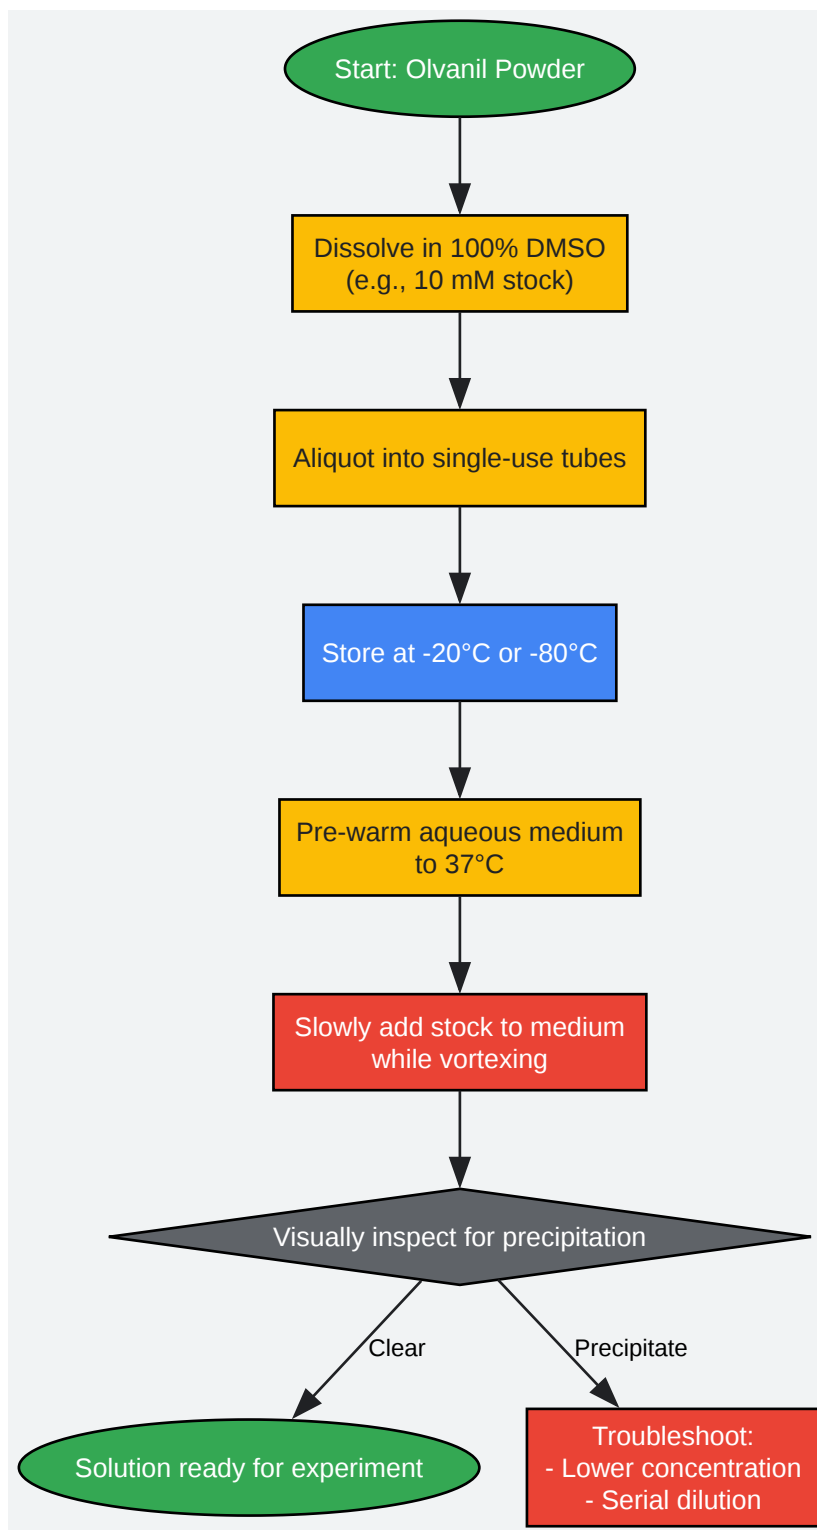 Start: Olvanil Powder
Dissolve in 100% DMSO
(e.g., 10 mM stock)
Aliquot into single-use tubes
Store at -20°C or -80°C
Pre-warm aqueous medium
to 37°C
Slowly add stock to medium
while vortexing
Visually inspect for precipitation
Clear
Precipitate
Solution ready for experiment
Troubleshoot:
- Lower concentration
- Serial dilution